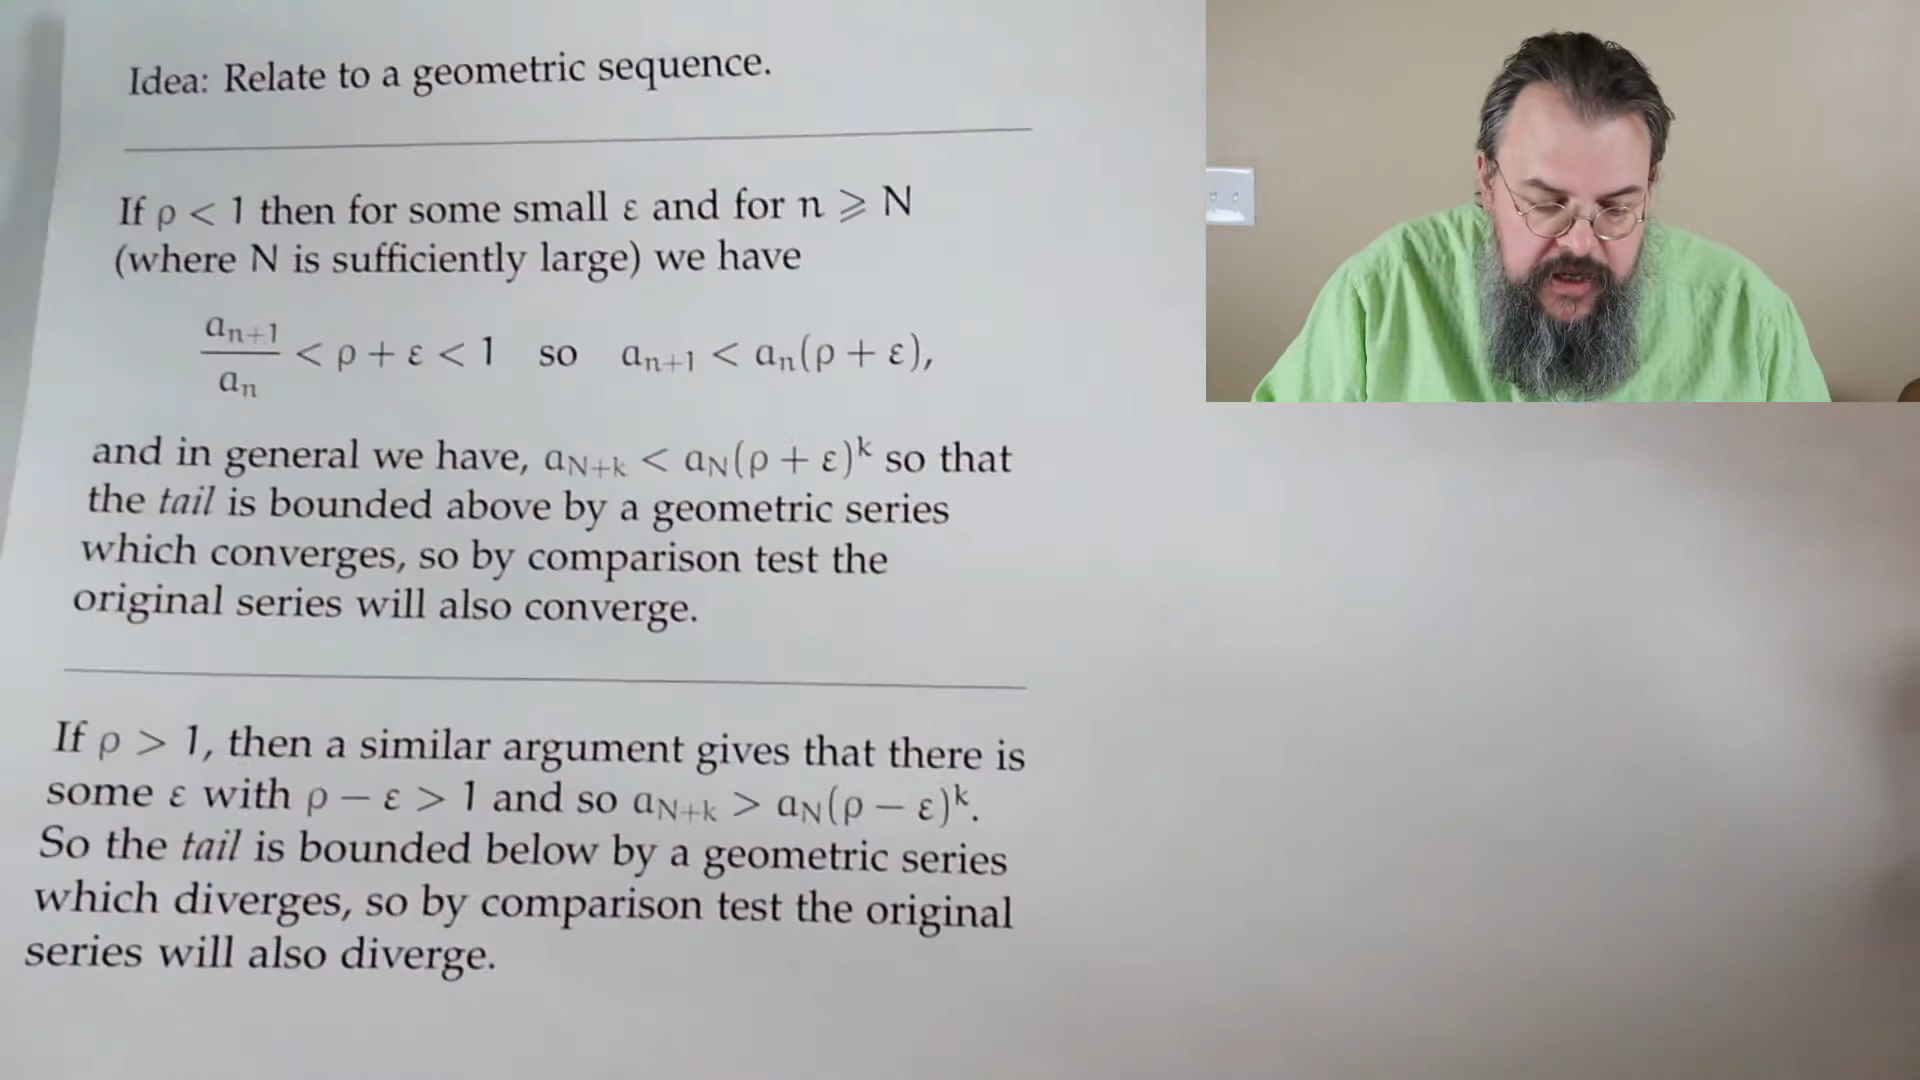 Idea: Relate to a geometric sequence.
If ρ < 1 then for some small ε and for n ⩾ N
(where N is sufficiently large) we have
aₙ₊₁/aₙ < ρ + ε < 1 so aₙ₊₁ < aₙ(ρ + ε),
and in general we have, a_{N+k} < a_N(ρ + ε)^k so that
the tail is bounded above by a geometric series
which converges, so by comparison test the
original series will also converge.
If ρ > 1, then a similar argument gives that there is
some ε with ρ − ε > 1 and so a_{N+k} > a_N(ρ − ε)^k.
So the tail is bounded below by a geometric series
which diverges, so by comparison test the original
series will also diverge.